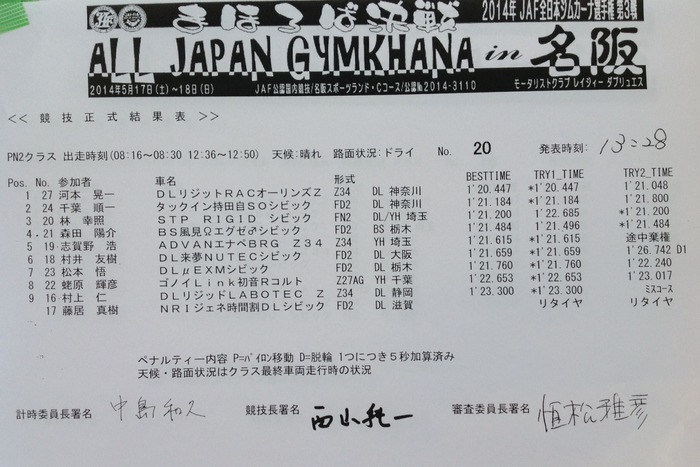 まほろば決戦
2014年 JAF全日本ジムカーナ選手権 第3戦
ALL JAPAN GYMKHANA in 名阪
2014年5月17日(土)～18日(日) JAF公認国内競技/名阪スポーツランド・Cコース/公認№2014-3110 モータリストクラブ レイティー ダブリュエス
<< 競技正式結果表 >>
PN2クラス 出走時刻(08:16～08:30 12:36～12:50) 天候:晴れ 路面状況:ドライ No. 20 発表時刻: 13:28
Pos. No. 参加者 車名 形式 BESTTIME TRY1_TIME TRY2_TIME
1 27 河本 晃一 DLリジットRACオーリンズZ Z34 DL 神奈川 1'20.447 *1'20.447 1'21.048
2 24 千葉 順一 タックイン持田自SOシビック FD2 DL 神奈川 1'21.184 *1'21.184 1'21.800
3 20 林 幸照 STP RIGID シビック FN2 DL/YH 埼玉 1'21.200 1'22.685 *1'21.200
4 21 森田 陽介 BS風見Ωエグゼ♂シビック FD2 BS 栃木 1'21.484 1'21.496 *1'21.484
5 19 志賀野 浩 ADVANエナペBRG Z34 Z34 YH 埼玉 1'21.615 *1'21.615 途中棄権
6 18 村井 友樹 DL来夢NUTECシビック FD2 DL 大阪 1'21.659 *1'21.659 1'26.742 D1
7 23 松本 悟 DLμEXMシビック FD2 DL 栃木 1'21.760 *1'21.760 1'22.240
8 22 蛯原 輝彦 ゴノイLink初音Rコルト Z27AG YH 千葉 1'22.653 *1'22.653 1'23.017
9 16 村上 仁 DLリジッドLABOTEC Z Z34 DL 静岡 1'23.300 *1'23.300 ミスコース
17 藤居 真樹 NRIジェネ時間割DLシビック FD2 DL 滋賀 リタイヤ リタイヤ
ペナルティー内容 P=パイロン移動 D=脱輪 1つにつき5秒加算済み
天候・路面状況はクラス最終車両走行時の状況
計時委員長署名 中島和久 競技長署名 西山純一 審査委員長署名 恒松雅彦